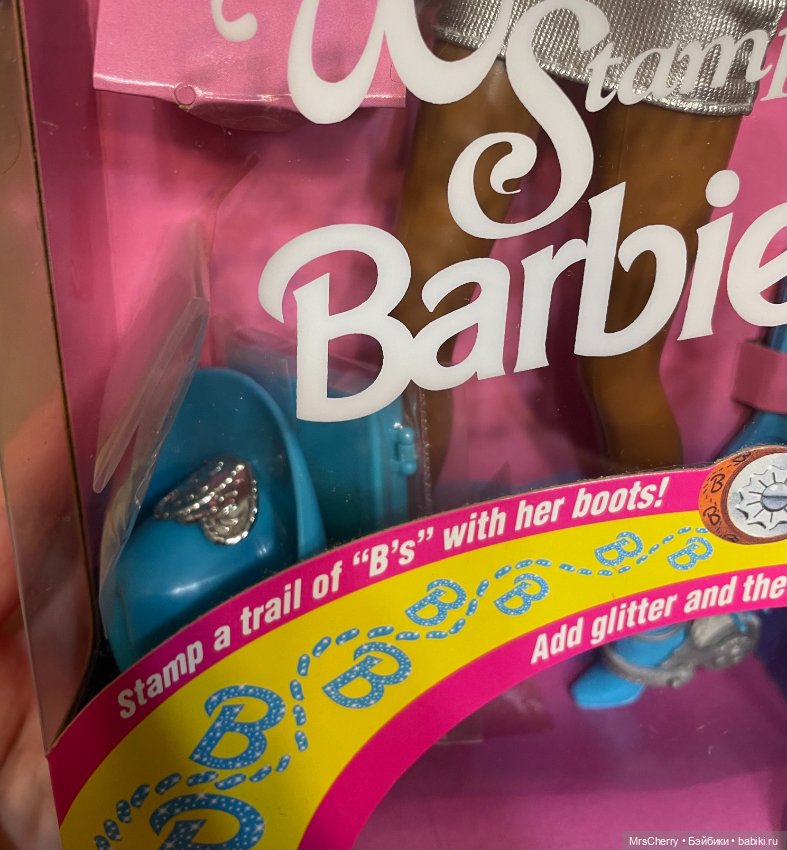 W
Stam
Barbie
Stamp a trail of “B’s” with her boots!
Add glitter and the
B B B B B B
MrsCherry • Бэйбики • babiki.ru